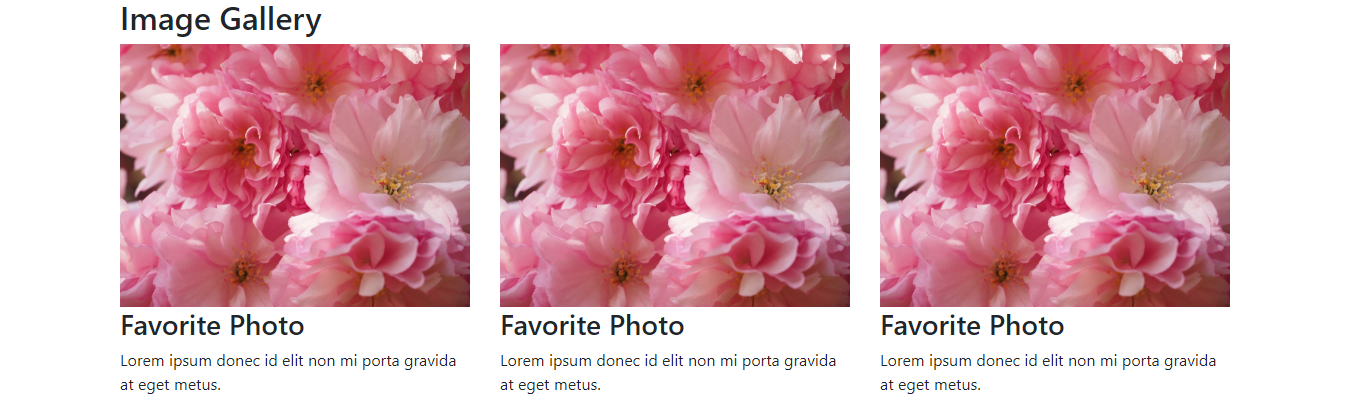 Image Gallery
Favorite Photo
Lorem ipsum donec id elit non mi porta gravida
at eget metus.
Favorite Photo
Lorem ipsum donec id elit non mi porta gravida
at eget metus.
Favorite Photo
Lorem ipsum donec id elit non mi porta gravida
at eget metus.